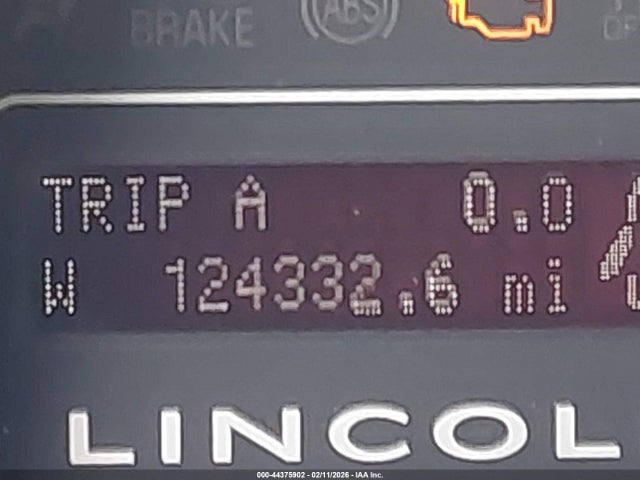 BRAKE ABS
TRIP A 0.0
W 124332.6 mi
LINCOL
000-44375902 - 02/11/2026 - IAA Inc.